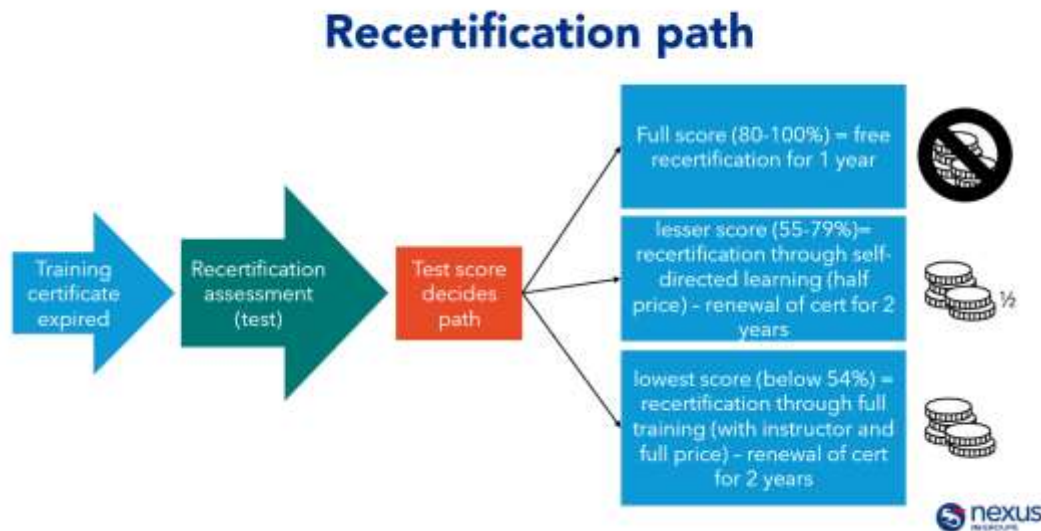 Recertification path
Training
certificate
expired
Recertification
assessment
(test)
Test score
decides
path
Full score (80-100%) = free
recertification for 1 year
lesser score (55-79%)=
recertification through self-
directed learning (half
price) – renewal of cert for 2
years
½
lowest score (below 54%) =
recertification through full
training (with instructor and
full price) – renewal of cert
for 2 years
nexus